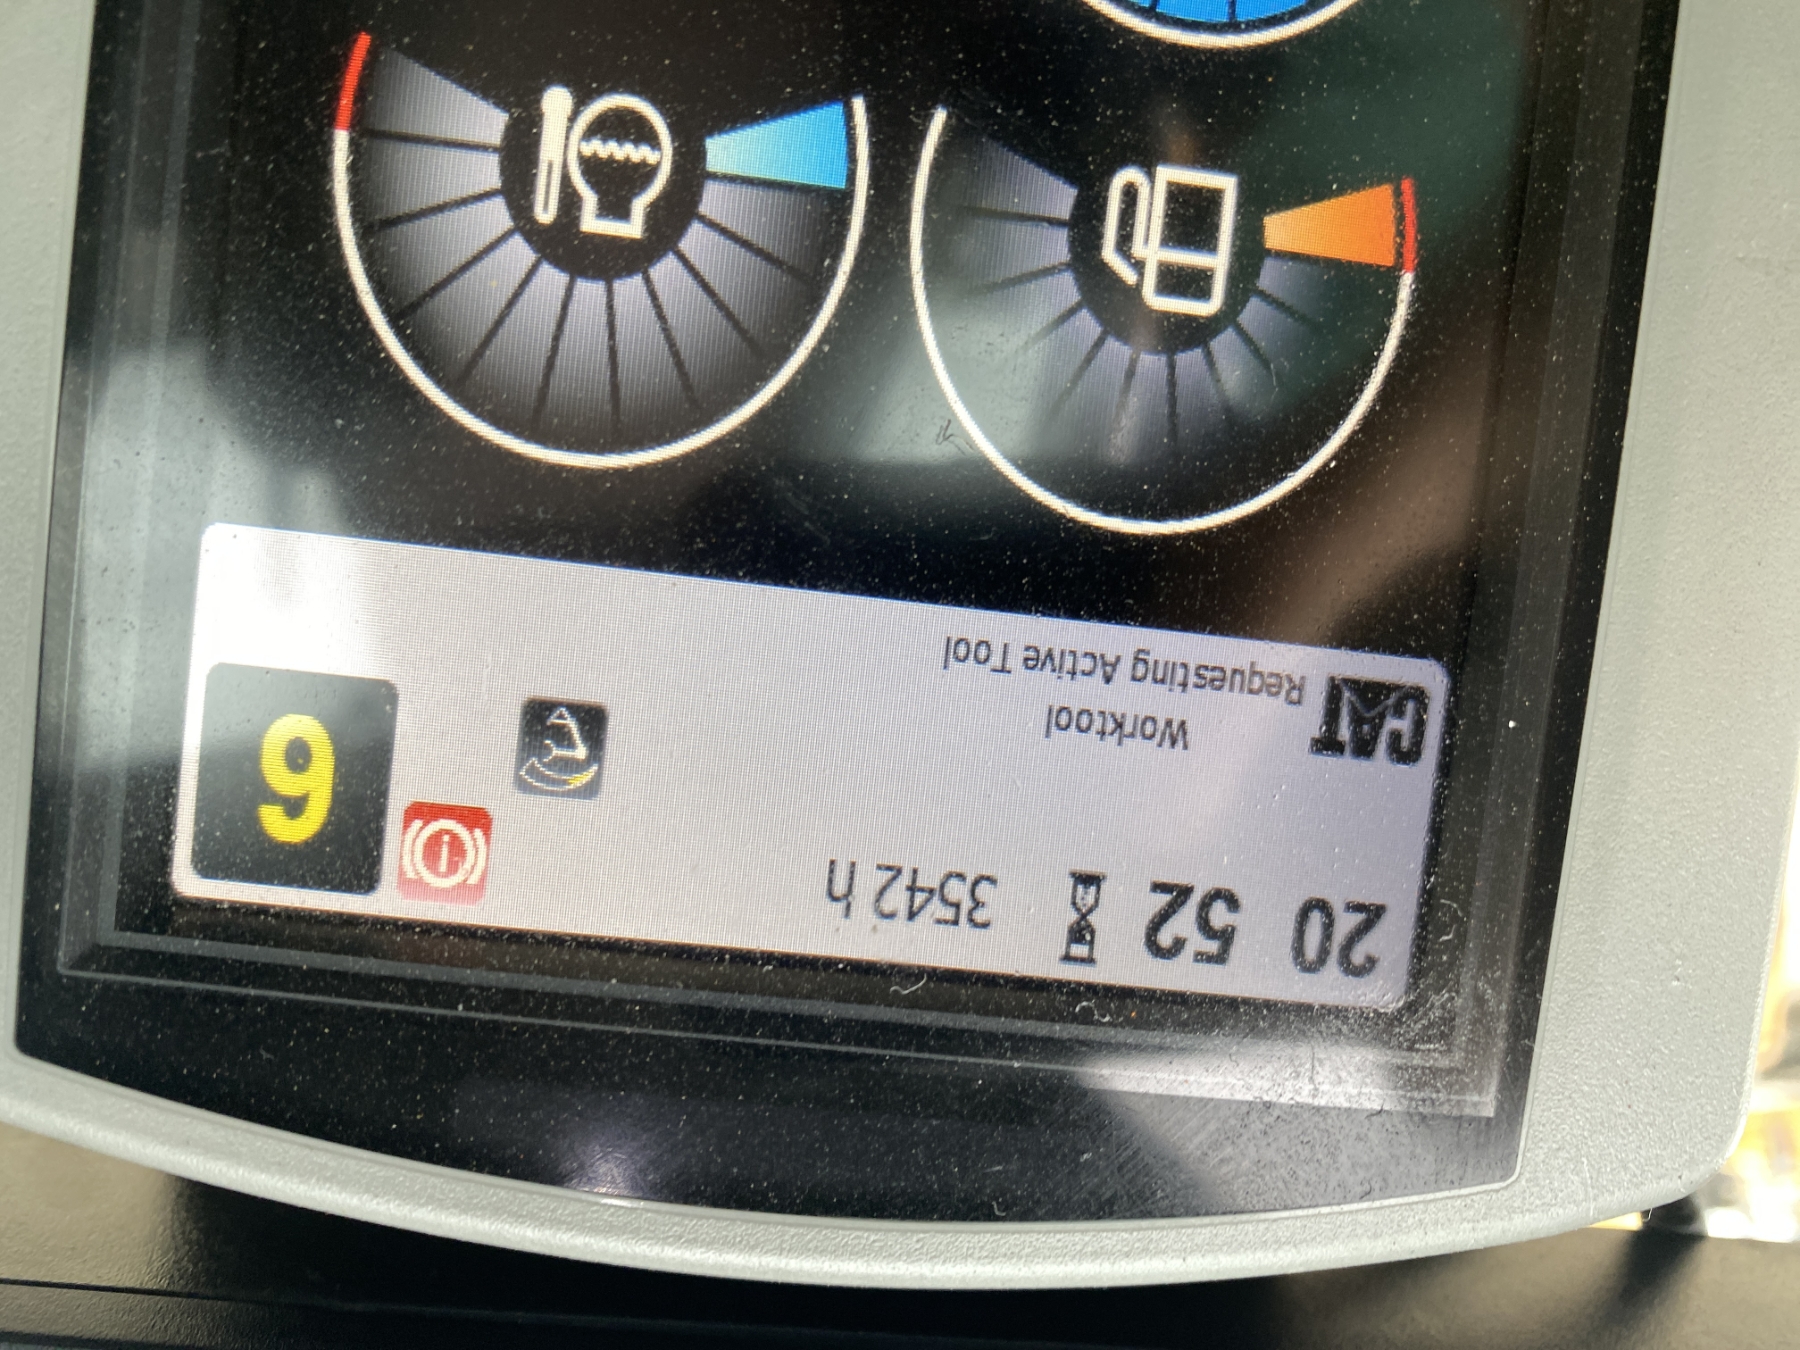 20 52 3542 h
6
CAT
Worktool
Requesting Active Tool